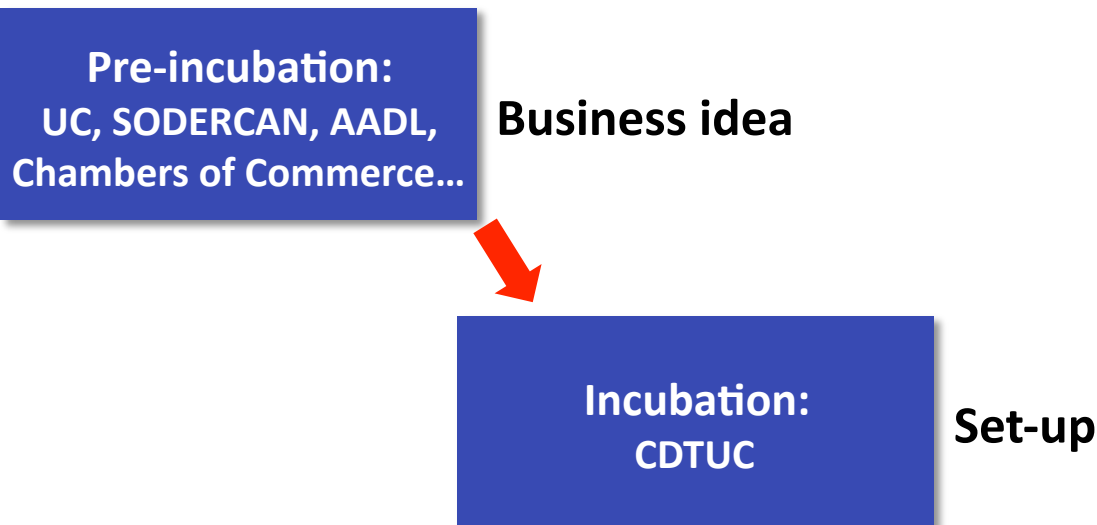 Pre-incubation:
UC, SODERCAN, AADL,
Chambers of Commerce…
Business idea
Incubation:
CDTUC
Set-up